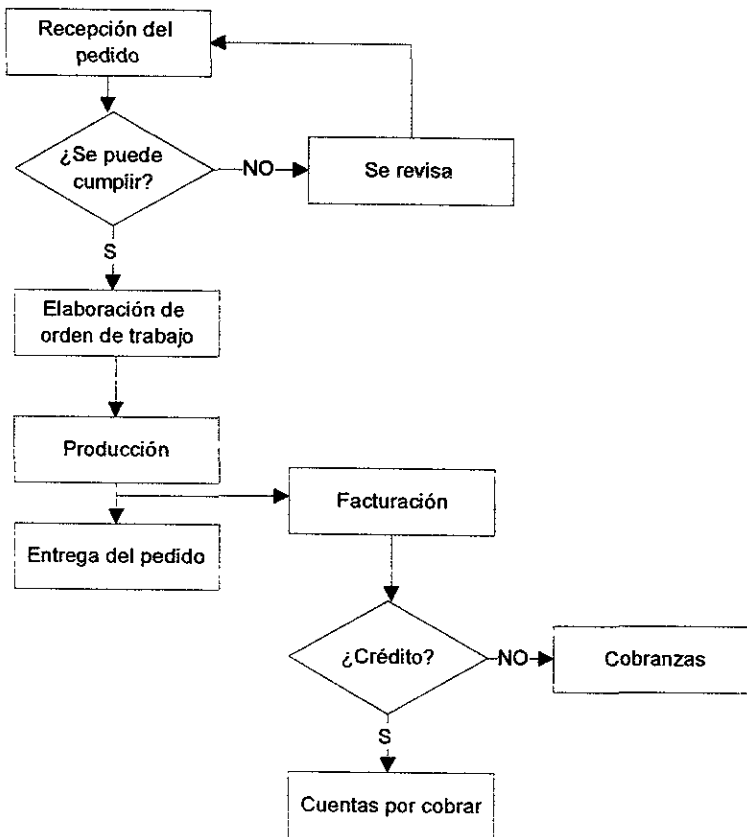 Recepción del
pedido
¿Se puede
cumplir?
NO
Se revisa
S
Elaboración de
orden de trabajo
Producción
Facturación
Entrega del pedido
¿Crédito?
NO
Cobranzas
S
Cuentas por cobrar